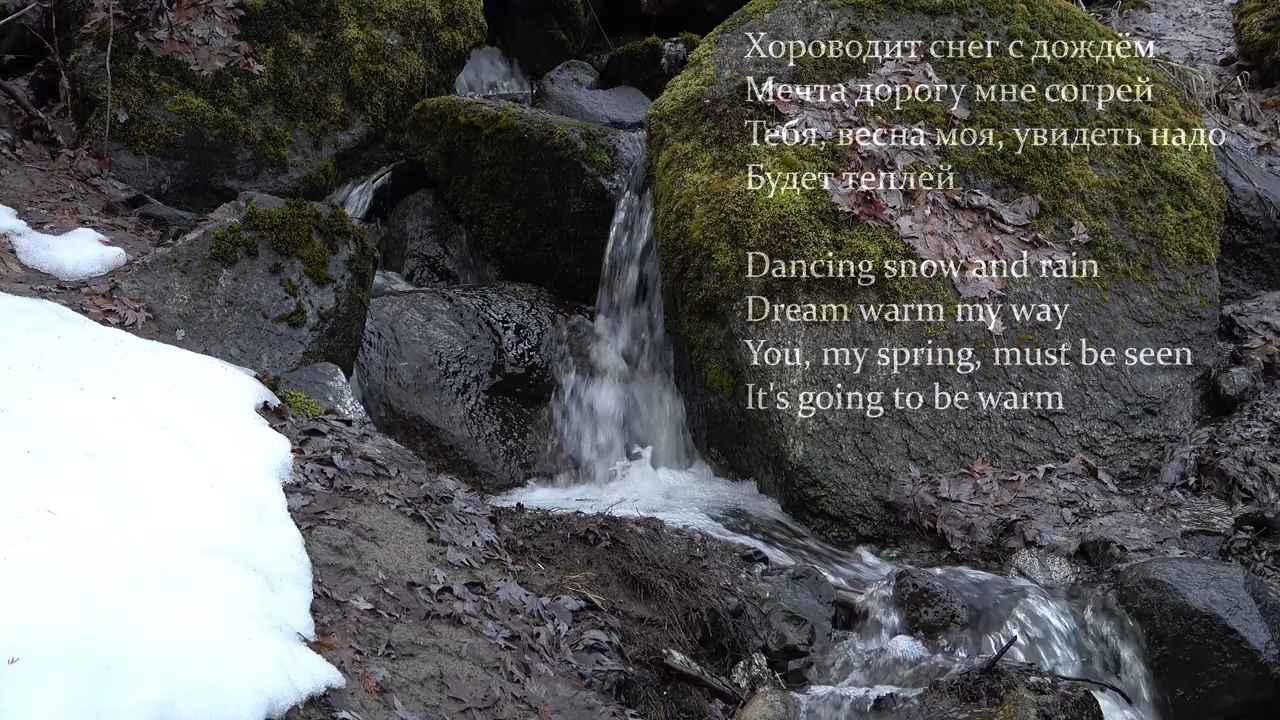 Хороводит снег с дождём
Мечта дорогу мне согрей
Тебя, весна моя, увидеть надо
Будет теплей
Dancing snow and rain
Dream warm my way
You, my spring, must be seen
It's going to be warm